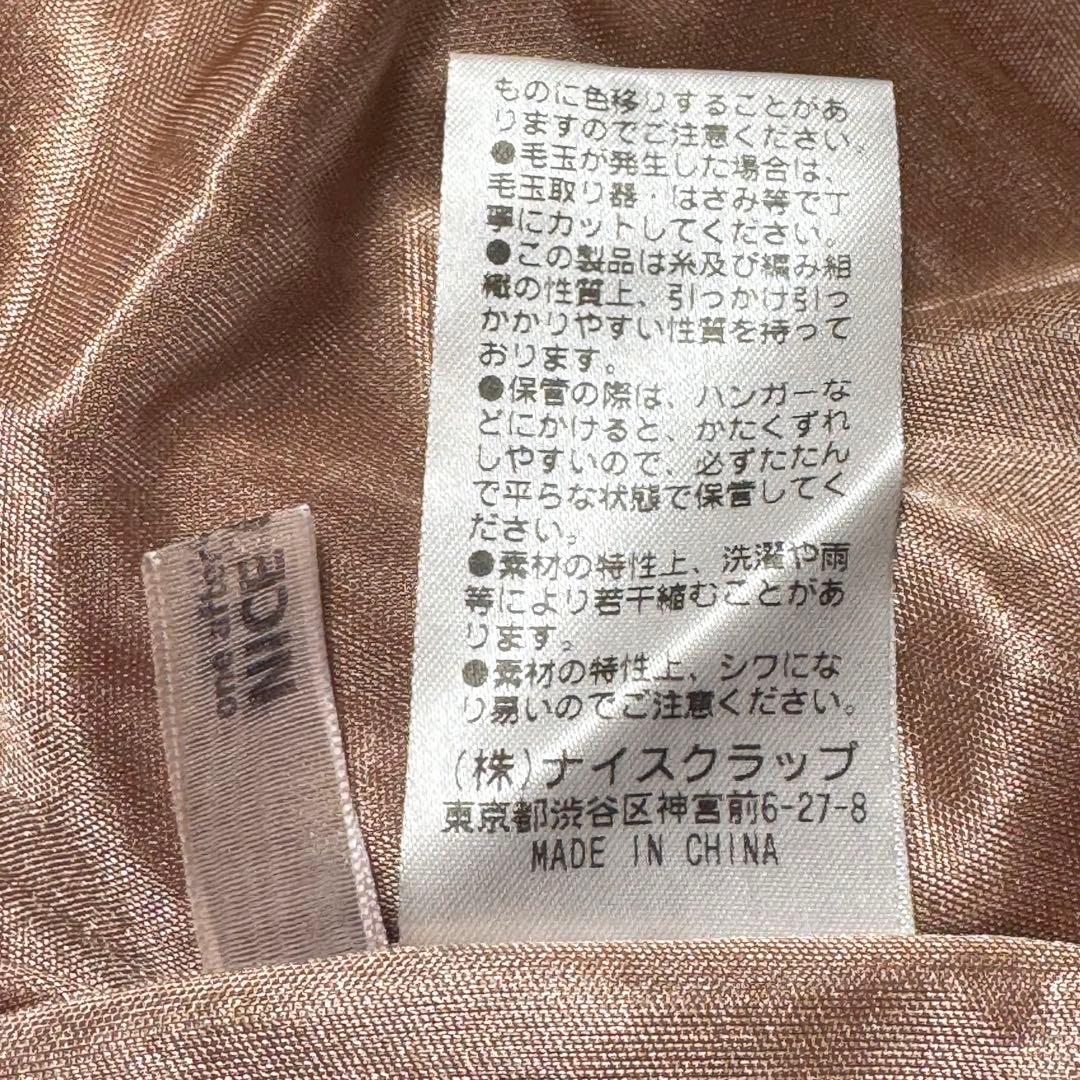 ものに色移りすることがあ
りますのでご注意ください。
●毛玉が発生した場合は、
毛玉取り器・はさみ等で丁
寧にカットしてください。
●この製品は糸及び編み組
織の性質上、引っかけ引っ
かかりやすい性質を持って
おります。
●保管の際は、ハンガーな
どにかけると、かたくずれ
しやすいので、必ずたたん
で平らな状態で保管してく
ださい。
●素材の特性上、洗濯や雨
等により若干縮むことがあ
ります。
●素材の特性上、シワにな
り易いのでご注意ください。
(株)ナイスクラップ
東京都渋谷区神宮前6-27-8
MADE IN CHINA
NICE